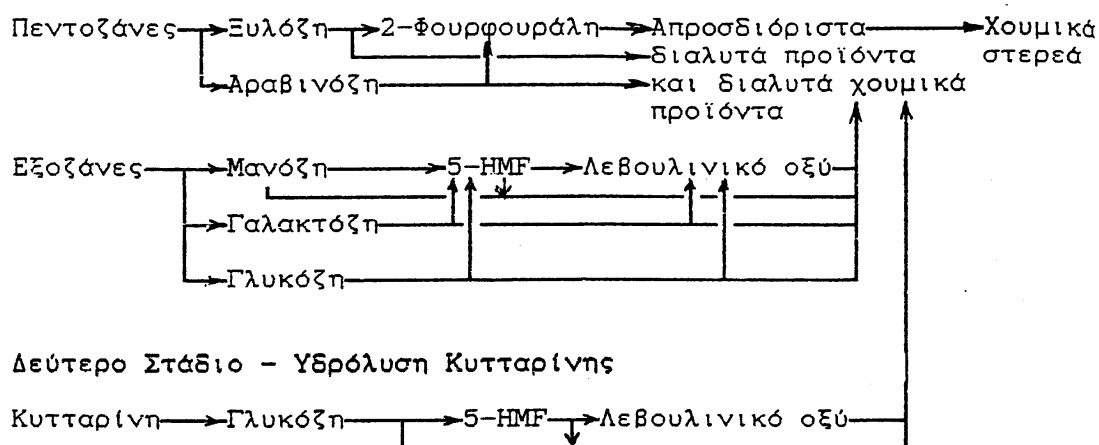 Πεντοζάνες Ξυλόζη 2-Φουρφουράλη Απροσδιόριστα Χουμικά
διαλυτά προϊόντα στερεά
Αραβινόζη και διαλυτά χουμικά
προϊόντα
Εξοζάνες Μανόζη 5-HMF Λεβουλινικό οξύ
Γαλακτόζη
Γλυκόζη
Δεύτερο Στάδιο - Υδρόλυση Κυτταρίνης
Κυτταρίνη Γλυκόζη 5-HMF Λεβουλινικό οξύ